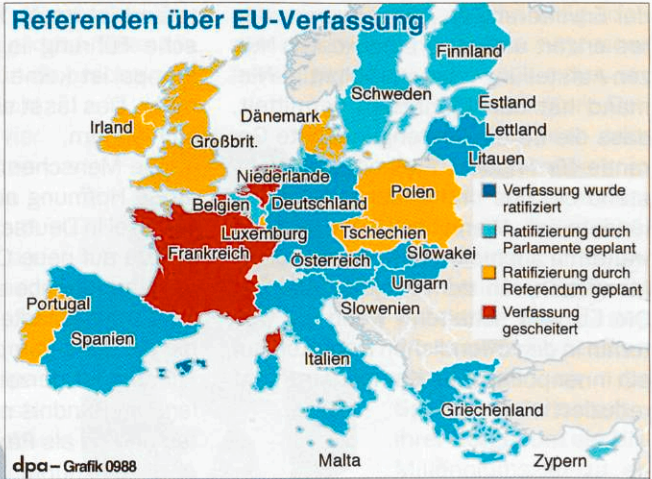 Referenden über EU-Verfassung
Finnland
Schweden
Dänemark
Estland
Irland
Großbrit.
Lettland
Litauen
Niederlande
Belgien
Deutschland
Polen
Luxemburg
Tschechien
Frankreich
Österreich
Slowakei
Ungarn
Slowenien
Portugal
Spanien
Italien
Griechenland
Malta
Zypern
Verfassung wurde
ratifiziert
Ratifizierung durch
Parlamente geplant
Ratifizierung durch
Referendum geplant
Verfassung
gescheitert
dpa – Grafik 0988